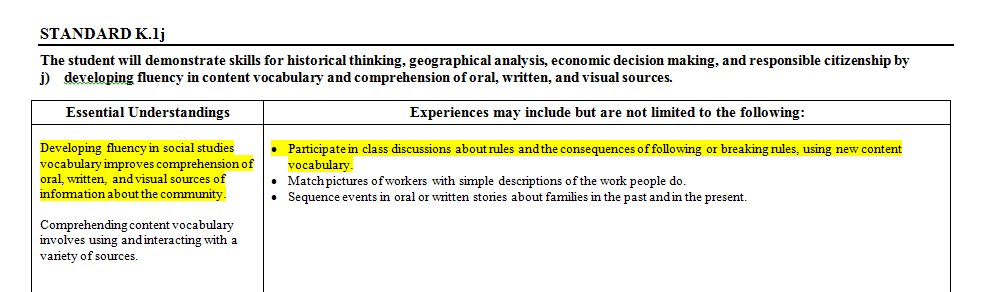 STANDARD K.1j
The student will demonstrate skills for historical thinking, geographical analysis, economic decision making, and responsible citizenship by
j) developing fluency in content vocabulary and comprehension of oral, written, and visual sources.
Essential Understandings
Experiences may include but are not limited to the following:
Developing fluency in social studies
vocabulary improves comprehension of
oral, written, and visual sources of
information about the community.
Comprehending content vocabulary
involves using and interacting with a
variety of sources.
• Participate in class discussions about rules and the consequences of following or breaking rules, using new content
vocabulary.
• Match pictures of workers with simple descriptions of the work people do.
• Sequence events in oral or written stories about families in the past and in the present.